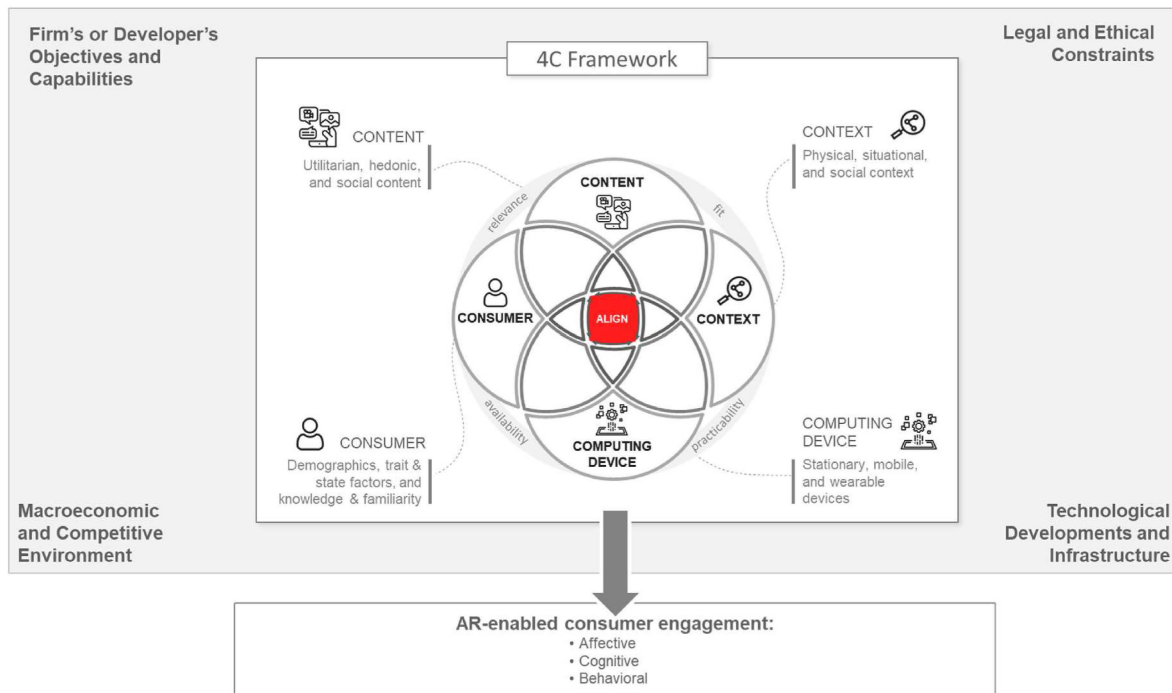 Firm's or Developer's
Objectives and
Capabilities
Legal and Ethical
Constraints
4C Framework
CONTENT
Utilitarian, hedonic,
and social content
CONTEXT
Physical, situational,
and social context
CONTENT
relevance
fit
CONSUMER
ALIGN
CONTEXT
availability
practicability
COMPUTING
DEVICE
CONSUMER
Demographics, trait &
state factors, and
knowledge & familiarity
COMPUTING
DEVICE
Stationary, mobile,
and wearable
devices
Macroeconomic
and Competitive
Environment
Technological
Developments and
Infrastructure
AR-enabled consumer engagement:
• Affective
• Cognitive
• Behavioral